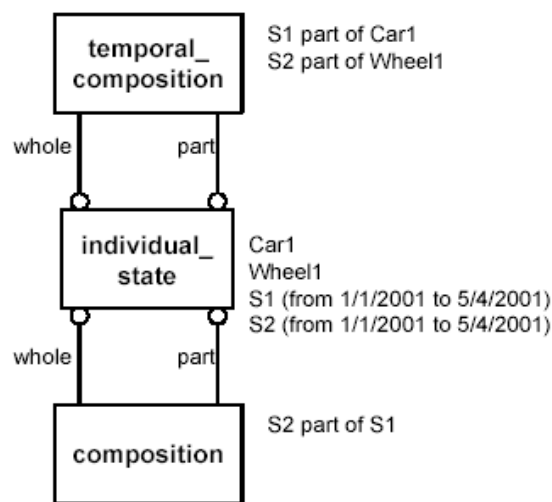 temporal_
composition
S1 part of Car1
S2 part of Wheel1
whole
part
individual_
state
Car1
Wheel1
S1 (from 1/1/2001 to 5/4/2001)
S2 (from 1/1/2001 to 5/4/2001)
whole
part
composition
S2 part of S1